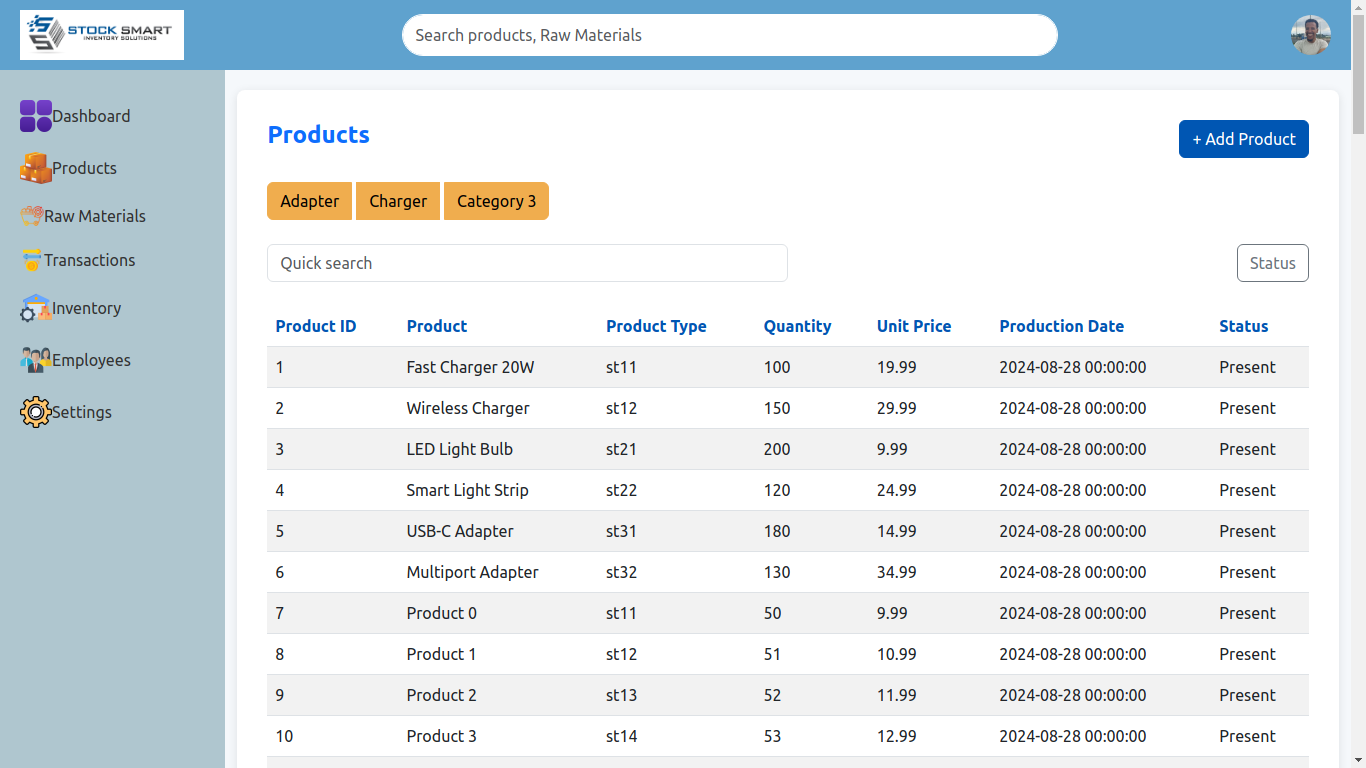 STOCK SMART
INVENTORY SOLUTIONS
Search products, Raw Materials
Dashboard
Products
Raw Materials
Transactions
Inventory
Employees
Settings
Products
+ Add Product
Adapter Charger Category 3
Quick search
Status
Product ID Product Product Type Quantity Unit Price Production Date Status
1 Fast Charger 20W st11 100 19.99 2024-08-28 00:00:00 Present
2 Wireless Charger st12 150 29.99 2024-08-28 00:00:00 Present
3 LED Light Bulb st21 200 9.99 2024-08-28 00:00:00 Present
4 Smart Light Strip st22 120 24.99 2024-08-28 00:00:00 Present
5 USB-C Adapter st31 180 14.99 2024-08-28 00:00:00 Present
6 Multiport Adapter st32 130 34.99 2024-08-28 00:00:00 Present
7 Product 0 st11 50 9.99 2024-08-28 00:00:00 Present
8 Product 1 st12 51 10.99 2024-08-28 00:00:00 Present
9 Product 2 st13 52 11.99 2024-08-28 00:00:00 Present
10 Product 3 st14 53 12.99 2024-08-28 00:00:00 Present